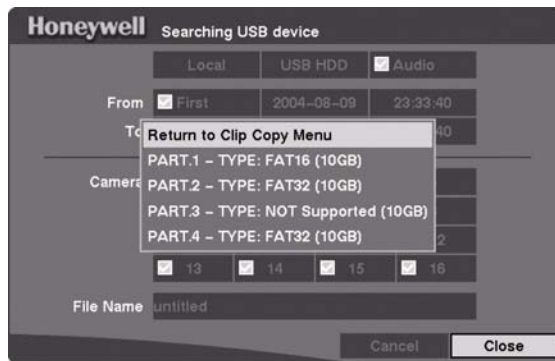 Honeywell Searching USB device
Local USB HDD Audio
From First 2004-08-09 23:33:40
To 40
Return to Clip Copy Menu
PART.1 – TYPE: FAT16 (10GB)
PART.2 – TYPE: FAT32 (10GB)
PART.3 – TYPE: NOT Supported (10GB)
PART.4 – TYPE: FAT32 (10GB)
Camera
2
13 14 15 16
File Name untitled
Cancel Close